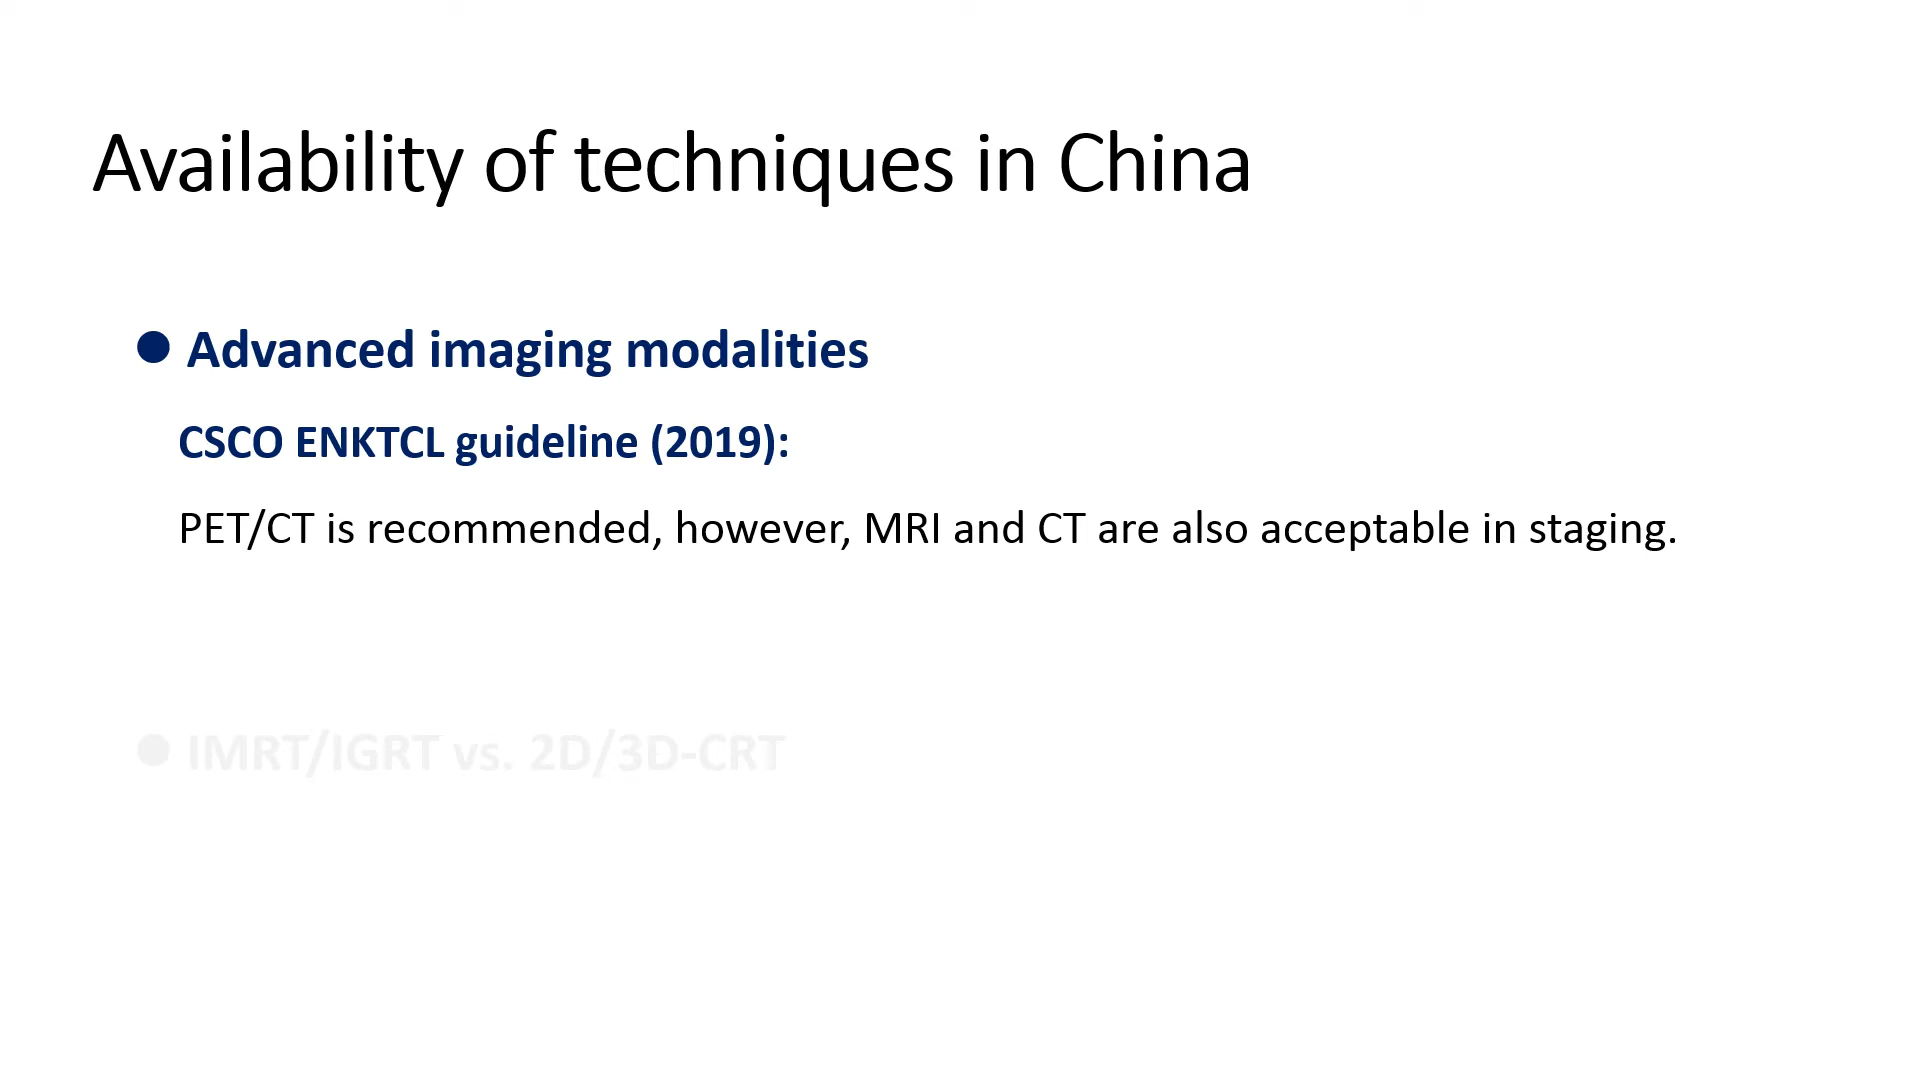 Availability of techniques in China
● Advanced imaging modalities
CSCO ENKTCL guideline (2019):
PET/CT is recommended, however, MRI and CT are also acceptable in staging.
● IMRT/IGRT vs. 2D/3D-CRT